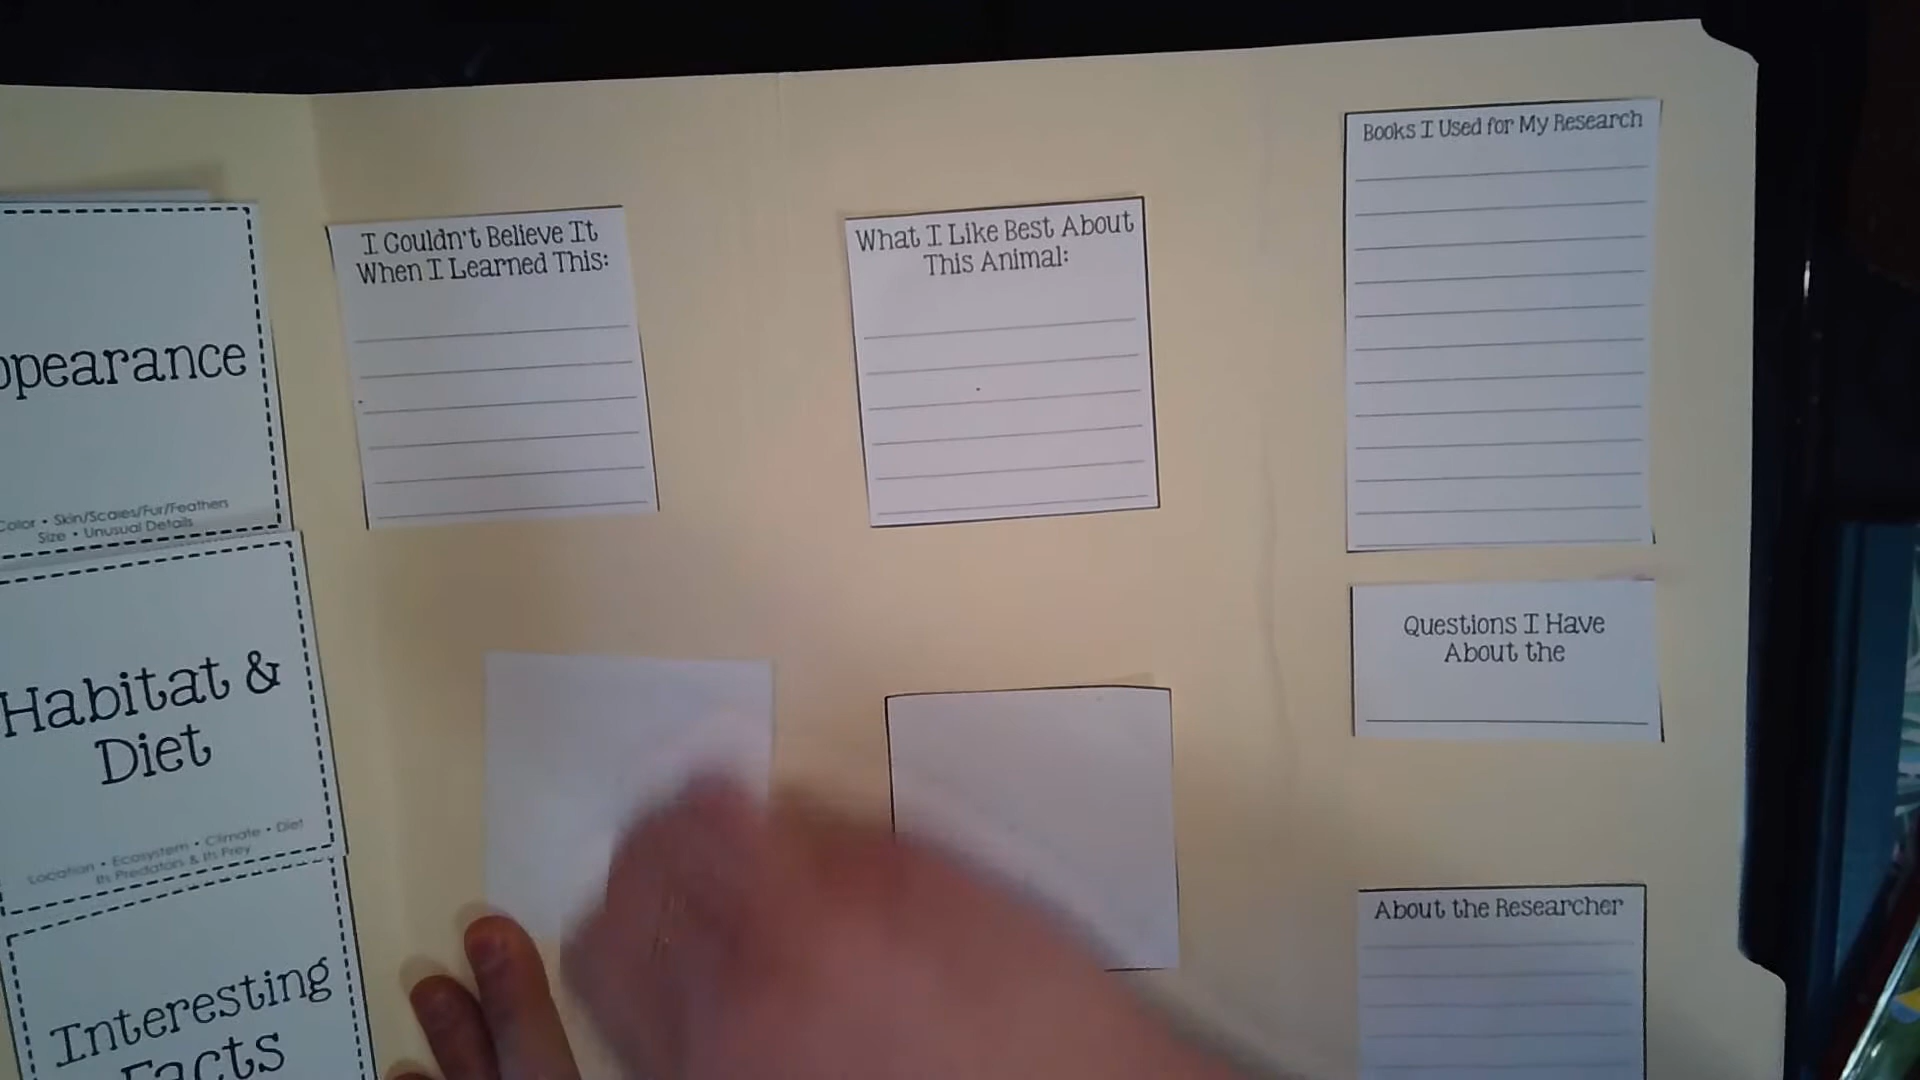 Color • Skin/Scales/Fur/Feathers
Size • Unusual Details
Habitat &
Diet
Location • Ecosystem • Climate • Diet
Its Predators & Its Prey
Interesting
Facts
I Couldn't Believe It
When I Learned This:
What I Like Best About
This Animal:
Books I Used for My Research
Questions I Have
About the
About the Researcher